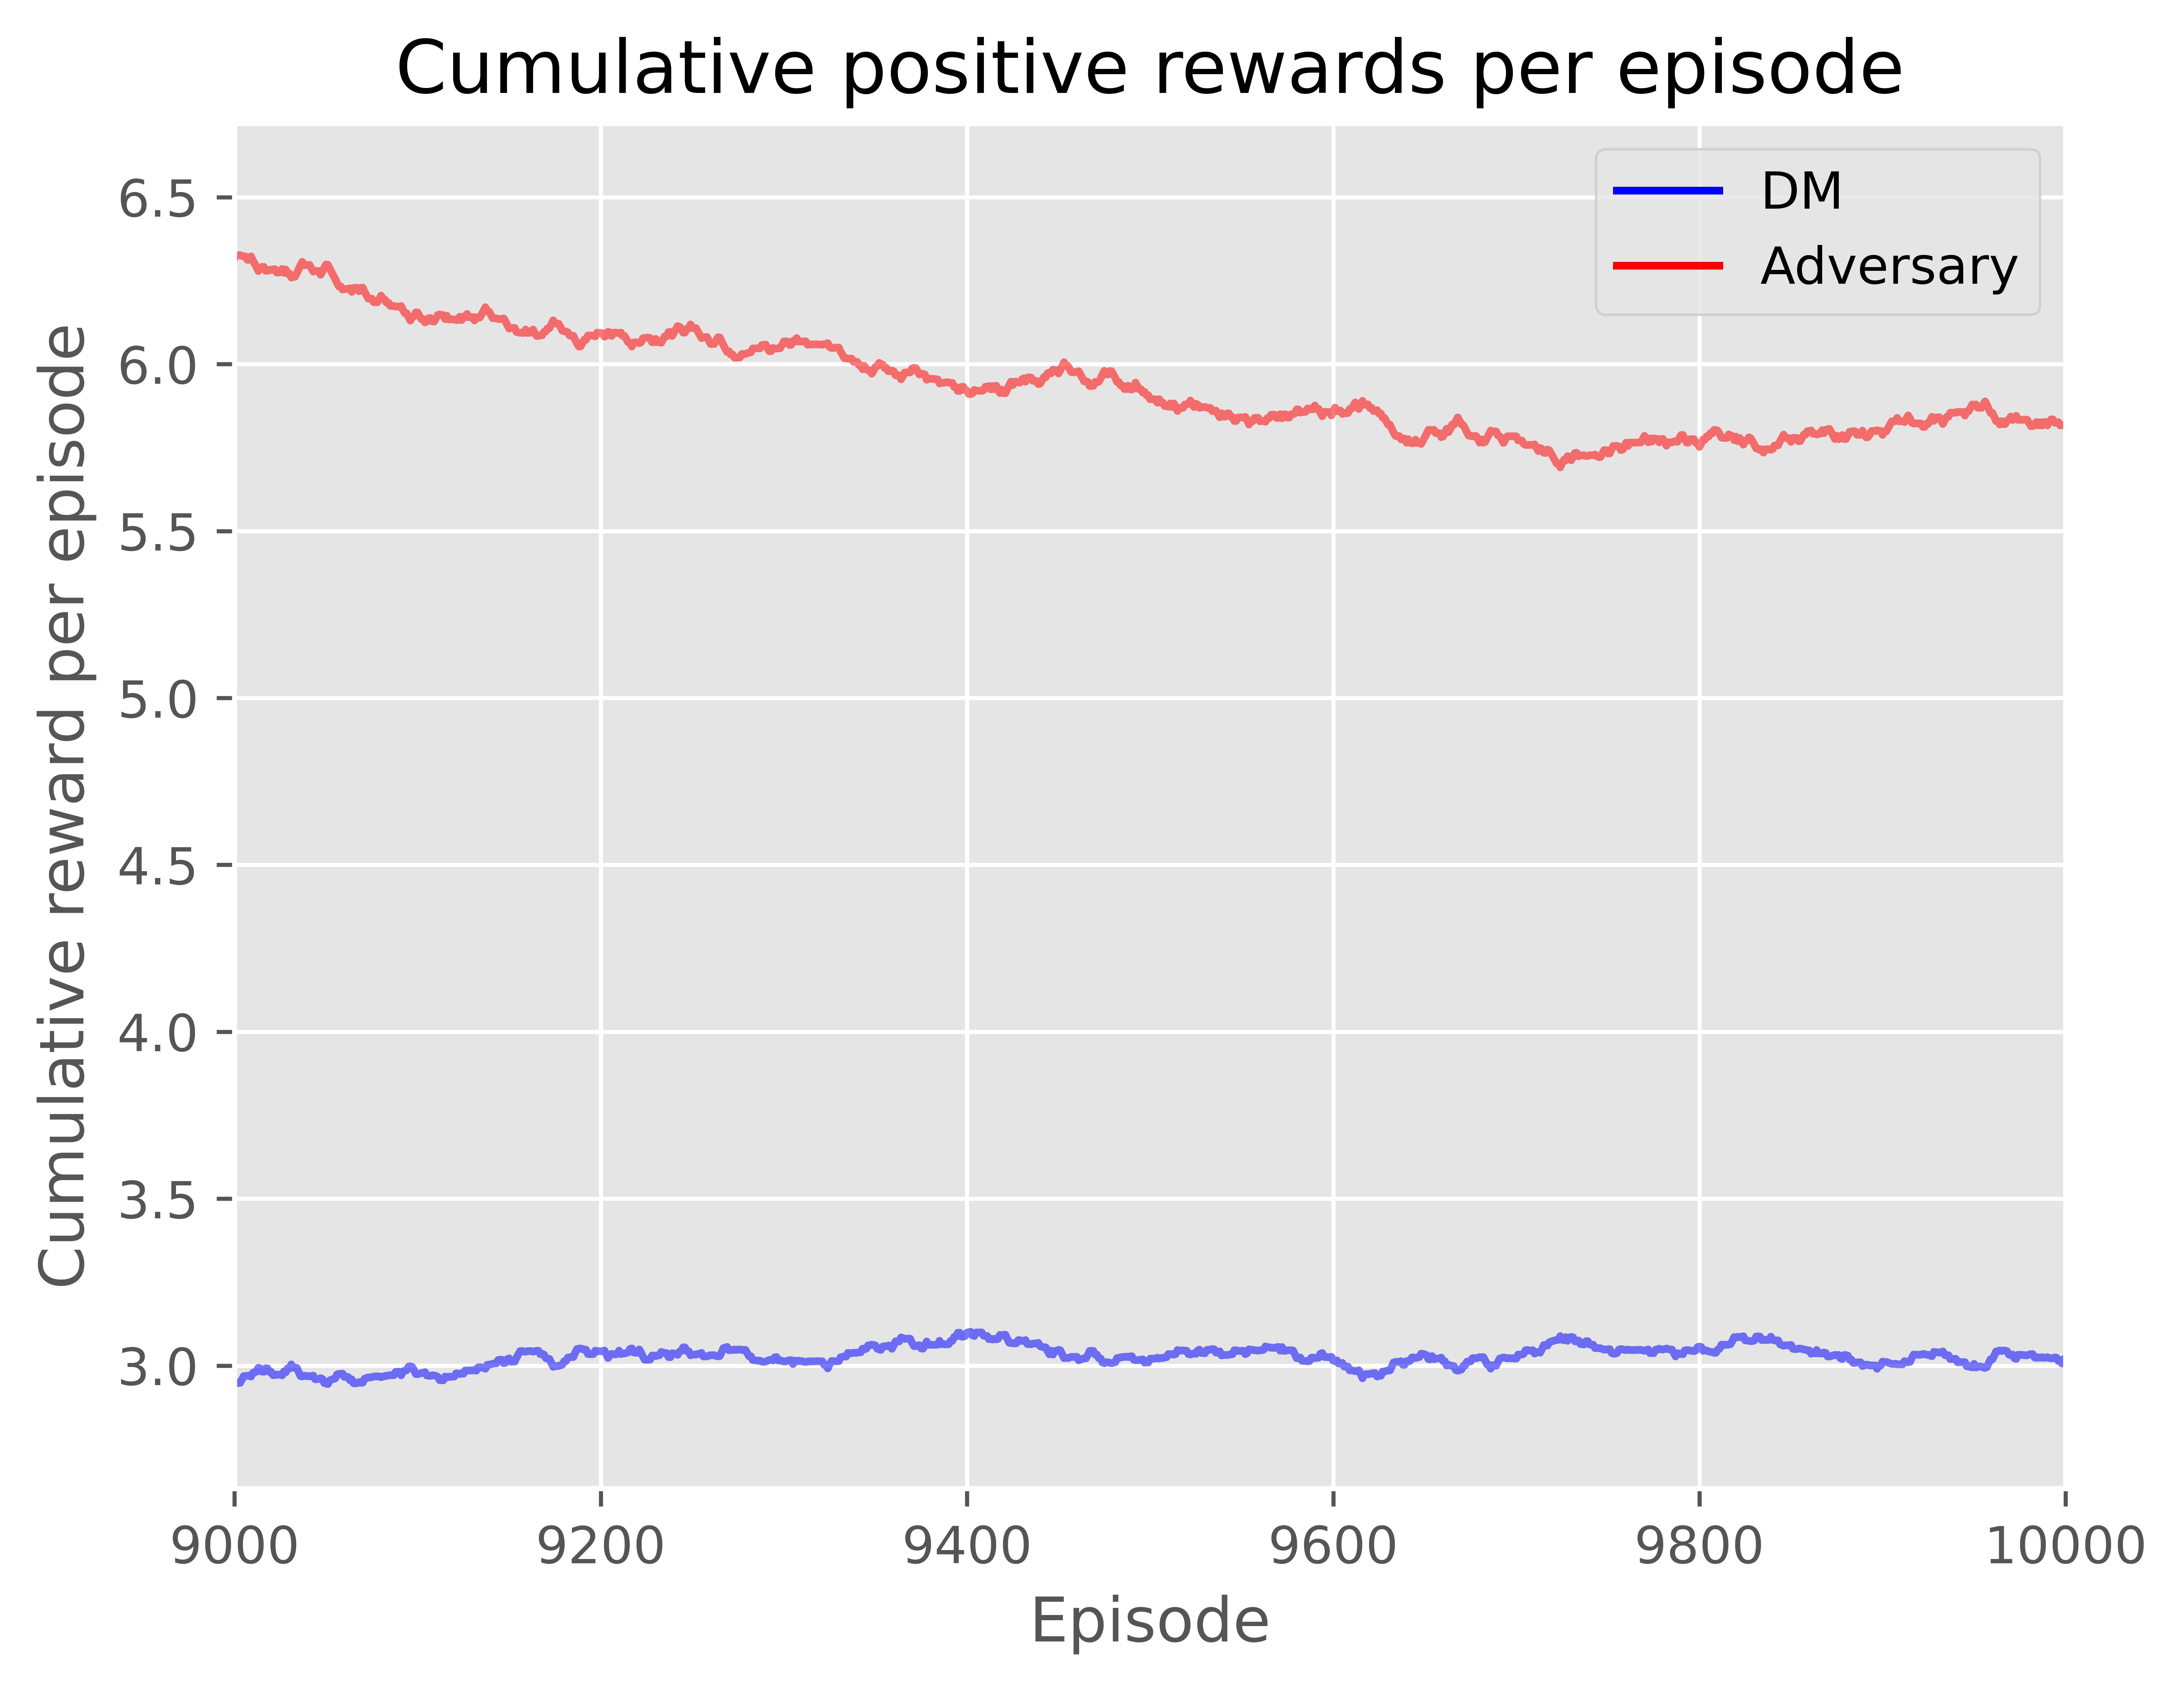 Cumulative positive rewards per episode
DM
Adversary
Cumulative reward per episode
6.5
6.0
5.5
5.0
4.5
4.0
3.5
3.0
9000 9200 9400 9600 9800 10000
Episode